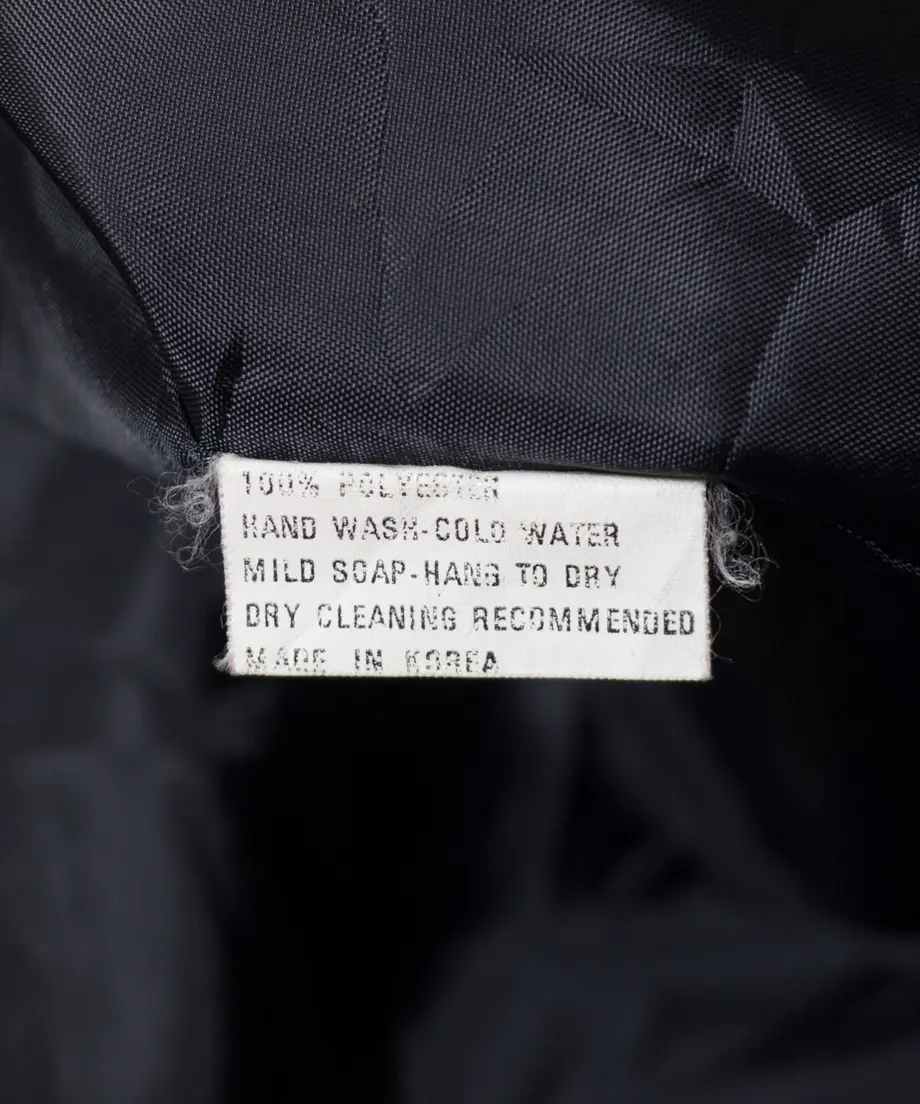 100% POLYESTER
HAND WASH-COLD WATER
MILD SOAP-HANG TO DRY
DRY CLEANING RECOMMENDED
MADE IN KOREA